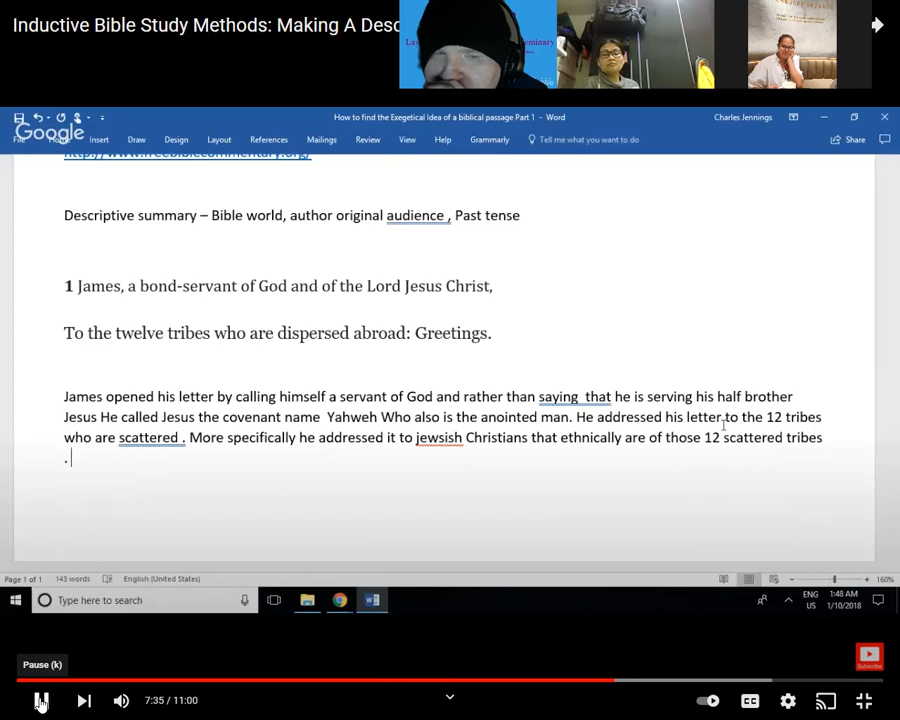 Inductive Bible Study Methods: Making A Desc
How to find the Exegetical Idea of a biblical passage Part 1 - Word
Charles Jennings
Google
File
Insert
Draw
Design
Layout
References
Mailings
Review
View
Help
Grammarly
Tell me what you want to do
Share
http://www.freebiblecommentary.org/
Descriptive summary – Bible world, author original audience , Past tense
1 James, a bond-servant of God and of the Lord Jesus Christ,
To the twelve tribes who are dispersed abroad: Greetings.
James opened his letter by calling himself a servant of God and rather than saying  that he is serving his half brother
Jesus He called Jesus the covenant name  Yahweh Who also is the anointed man. He addressed his letter to the 12 tribes
who are scattered . More specifically he addressed it to jewsish Christians that ethnically are of those 12 scattered tribes
.
Page 1 of 1
143 words
English (United States)
160%
Type here to search
ENG
US
1:48 AM
1/10/2018
Subscribe
Pause (k)
7:35 / 11:00
CC